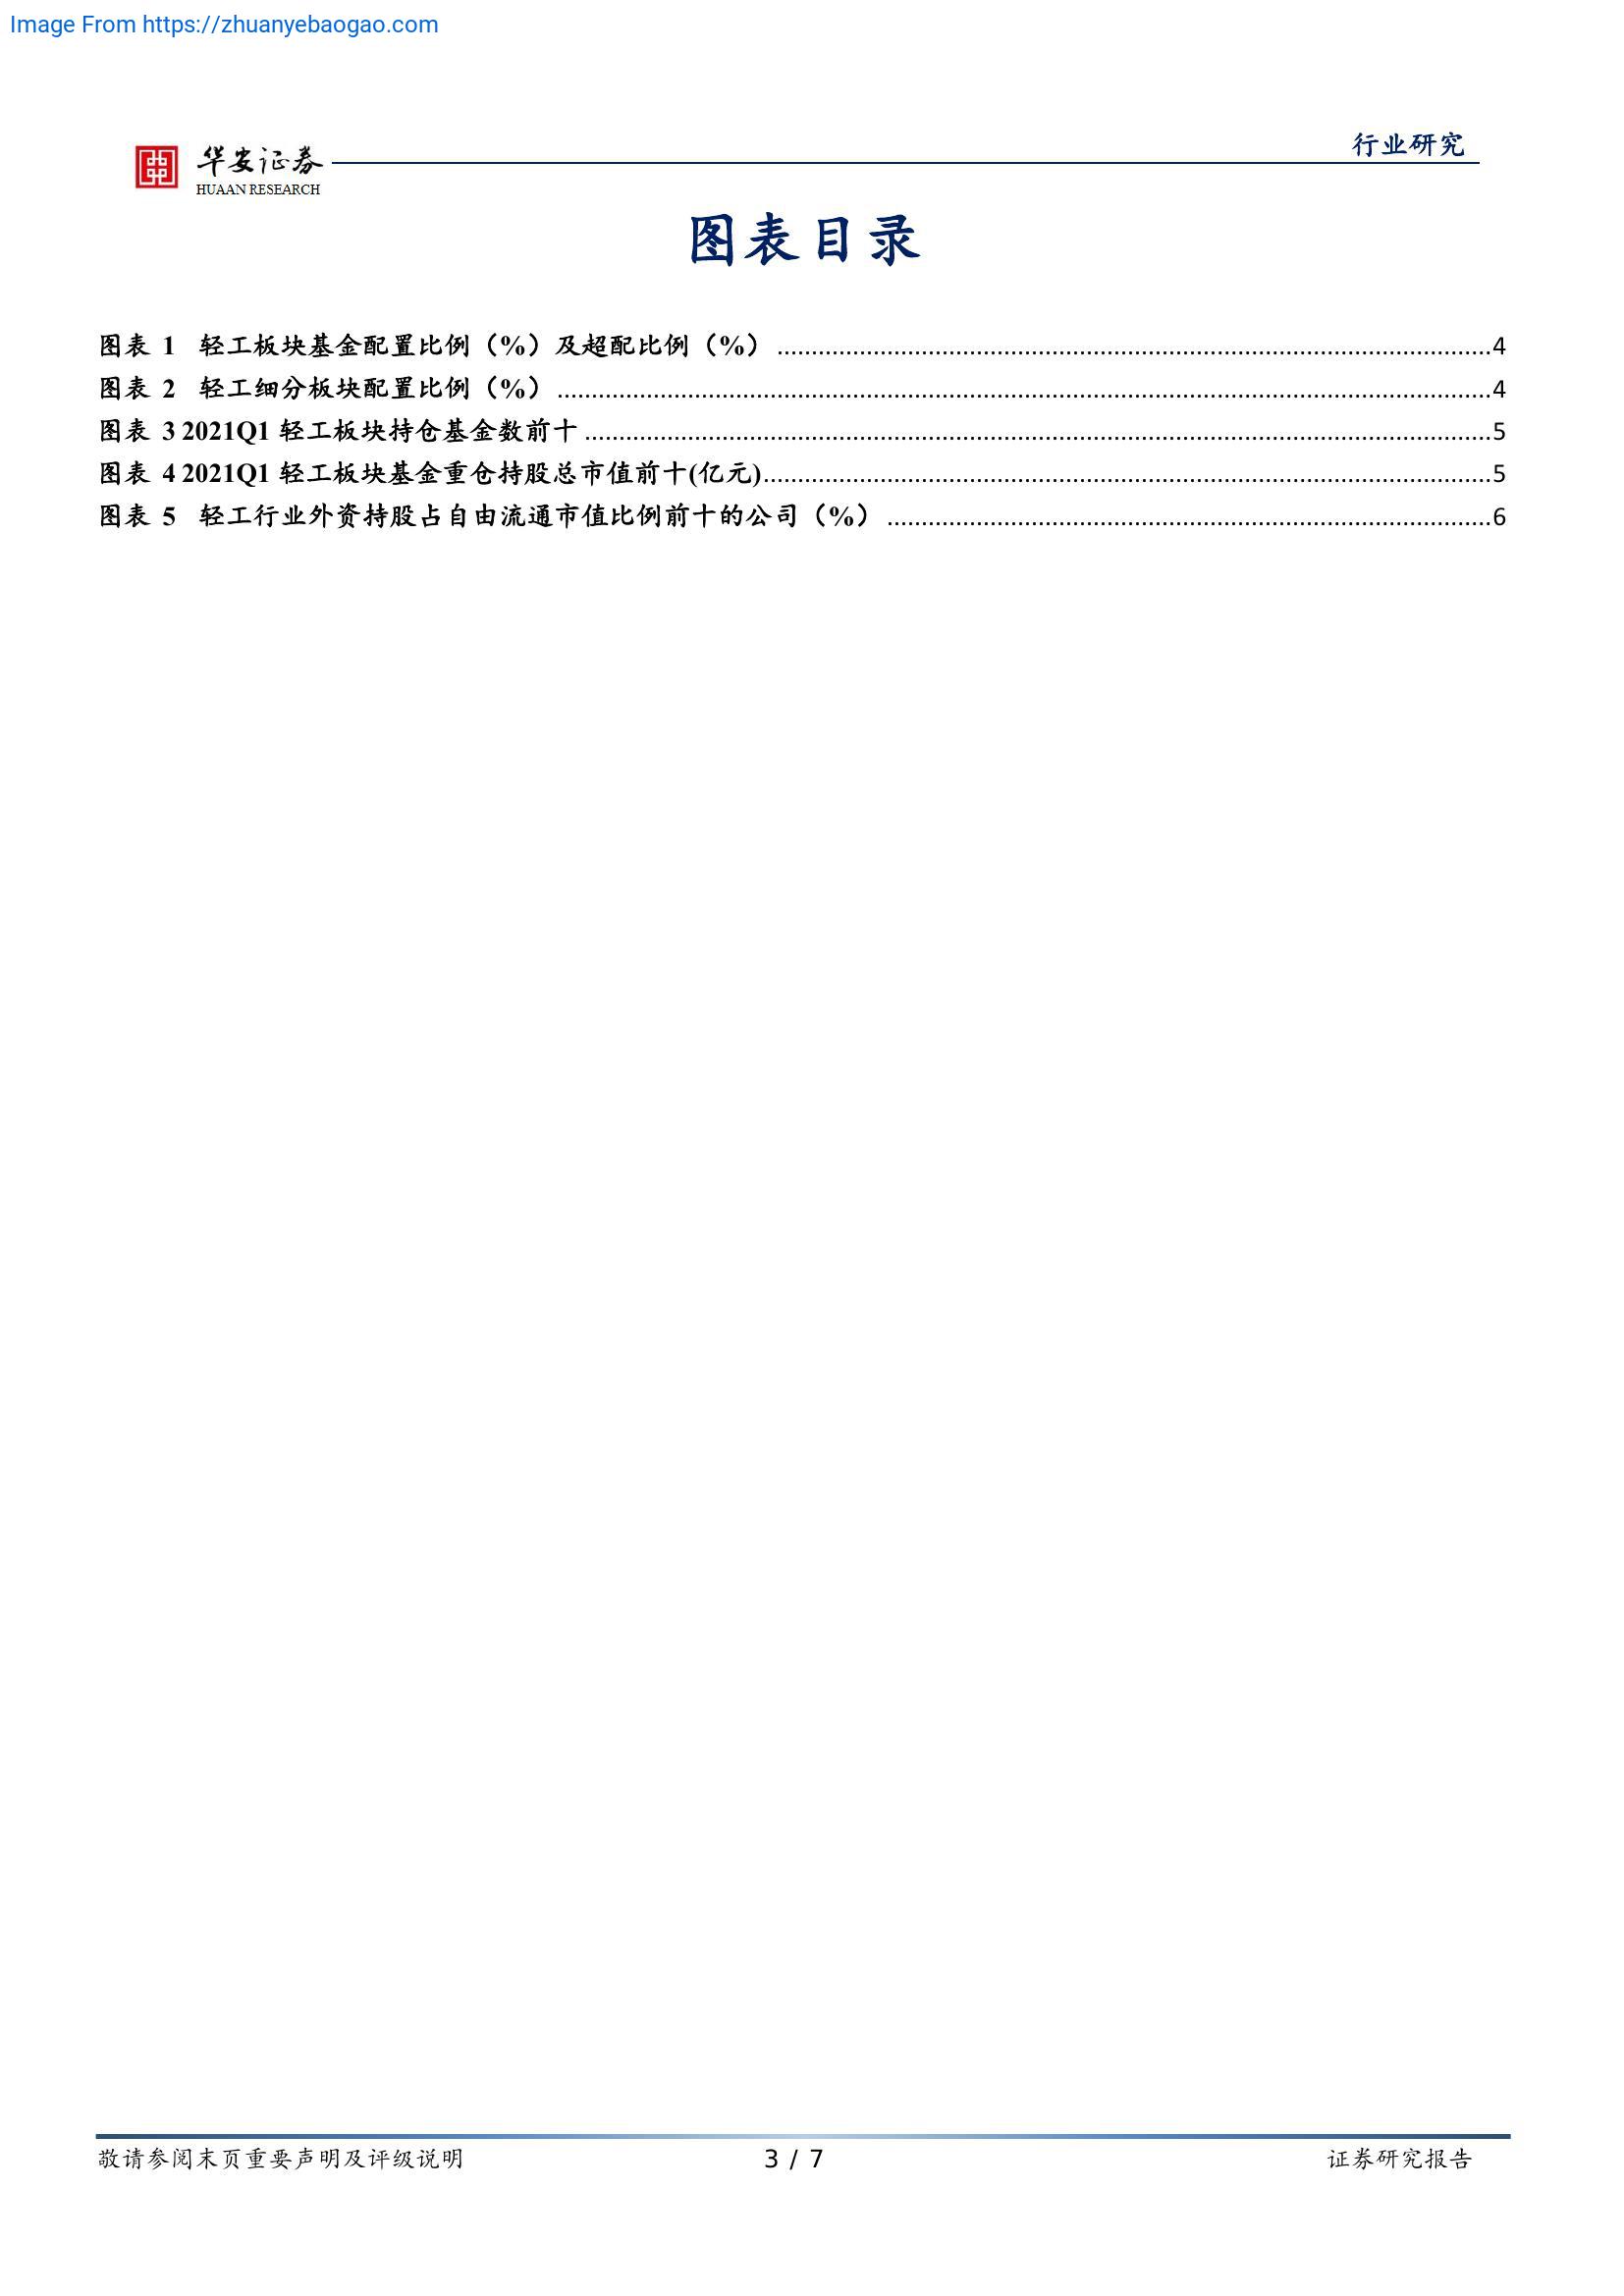 Image From https://zhuanyebaogao.com
华安证券
HUAAN RESEARCH
行业研究
图表目录
图表 1 轻工板块基金配置比例（%）及超配比例（%）...........4
图表 2 轻工细分板块配置比例（%）...........4
图表 3 2021Q1 轻工板块持仓基金数前十...........5
图表 4 2021Q1 轻工板块基金重仓持股总市值前十(亿元)...........5
图表 5 轻工行业外资持股占自由流通市值比例前十的公司（%）...........6
敬请参阅末页重要声明及评级说明 3 / 7 证券研究报告